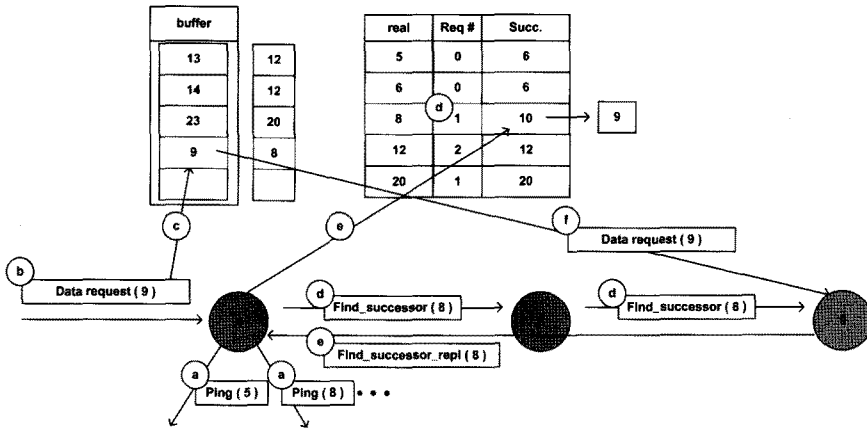 buffer
13 12
14 12
23 20
9 8
real Req # Succ.
5 0 6
6 0 6
d
8 1 10 9
12 2 12
20 1 20
c
e
f
Data request ( 9 )
b
Data request ( 9 )
d
Find_successor ( 8 )
d
Find_successor ( 8 )
e
Find_successor_repl ( 8 )
a
Ping ( 5 )
a
Ping ( 8 )